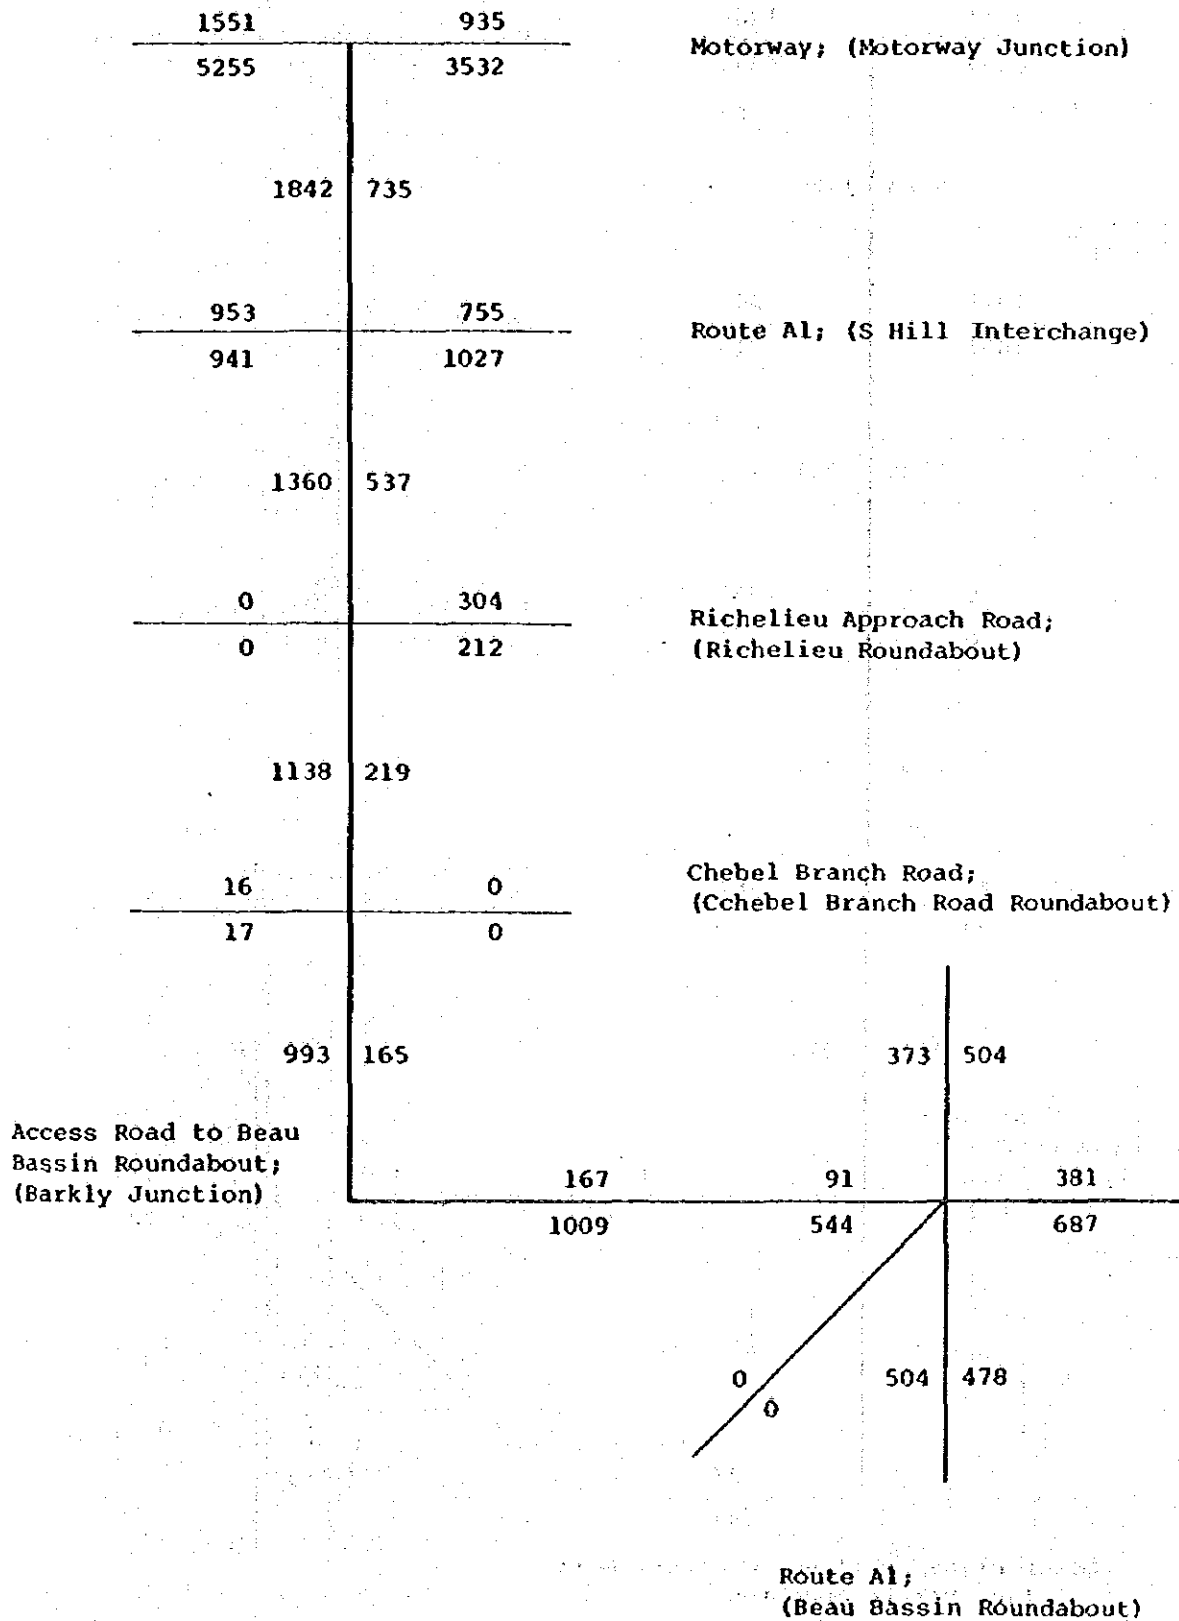 1551 935
Motorway; (Motorway Junction)
5255 3532
1842 735
953 755
Route A1; (S Hill Interchange)
941 1027
1360 537
0 304
Richelieu Approach Road;
0 212
(Richelieu Roundabout)
1138 219
Chebel Branch Road;
16 0
(Cchebel Branch Road Roundabout)
17 0
993 165
373 504
Access Road to Beau
Bassin Roundabout;
(Barkly Junction)
167 91 381
1009 544 687
0 504 478
0
Route A1;
(Beau Bassin Roundabout)